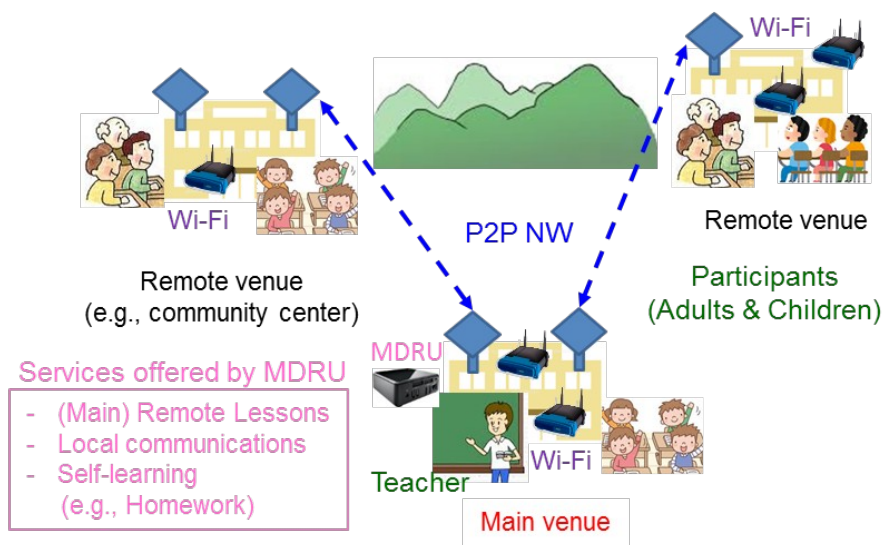 Wi-Fi
Wi-Fi
P2P NW
Remote venue
Remote venue
(e.g., community center)
Participants
(Adults & Children)
MDRU
Services offered by MDRU
- (Main) Remote Lessons
- Local communications
- Self-learning
(e.g., Homework)
Wi-Fi
Teacher
Main venue